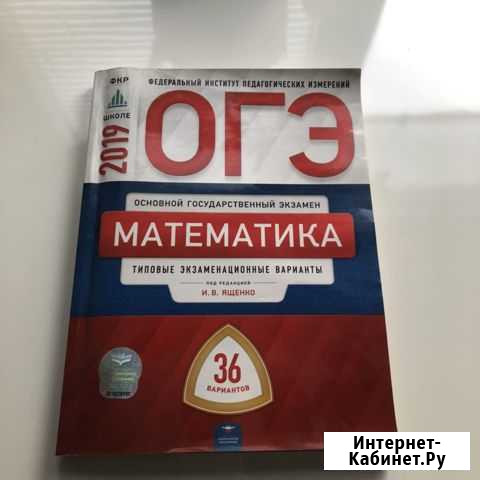 ФКР
ШКОЛЕ
2019
ФЕДЕРАЛЬНЫЙ ИНСТИТУТ ПЕДАГОГИЧЕСКИХ ИЗМЕРЕНИЙ
ОГЭ
ОСНОВНОЙ ГОСУДАРСТВЕННЫЙ ЭКЗАМЕН
МАТЕМАТИКА
ТИПОВЫЕ ЭКЗАМЕНАЦИОННЫЕ ВАРИАНТЫ
ПОД РЕДАКЦИЕЙ
И. В. ЯЩЕНКО
36
ВАРИАНТОВ
Интернет-
Кабинет.Ру